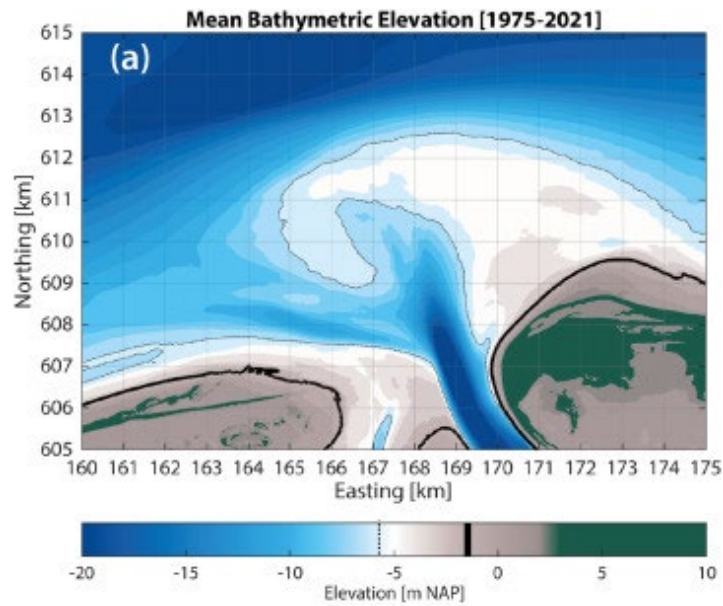 Mean Bathymetric Elevation [1975-2021]
(a)
Northing [km]
615
614
613
612
611
610
609
608
607
606
605
160 161 162 163 164 165 166 167 168 169 170 171 172 173 174 175
Easting [km]
-20 -15 -10 -5 0 5 10
Elevation [m NAP]